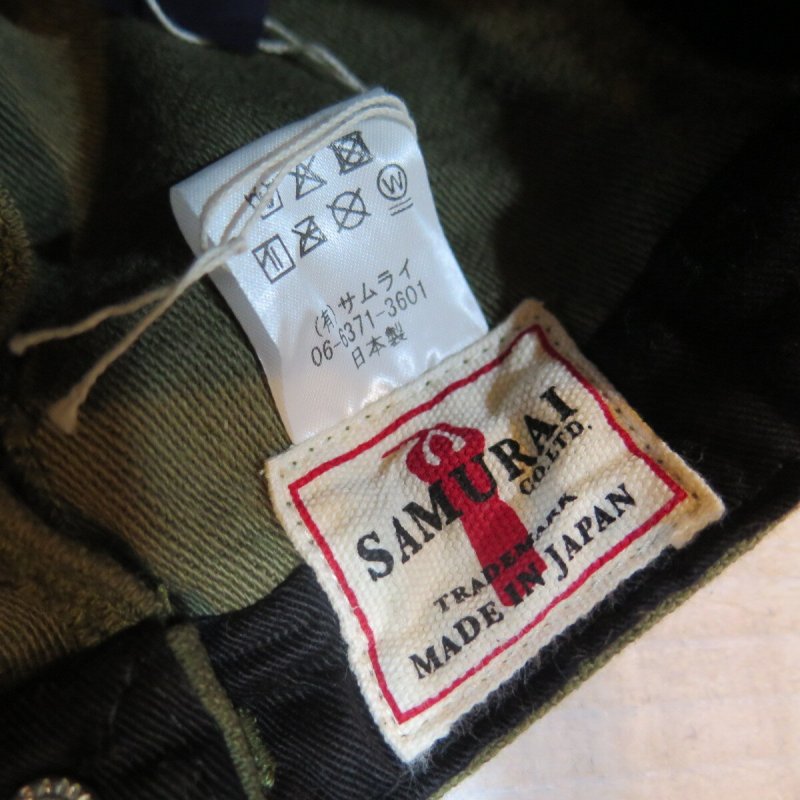 W
(有)サムライ
06-6371-3601
日本製
SAMURAI
CO.LTD.
TRADEMARK
MADE IN JAPAN